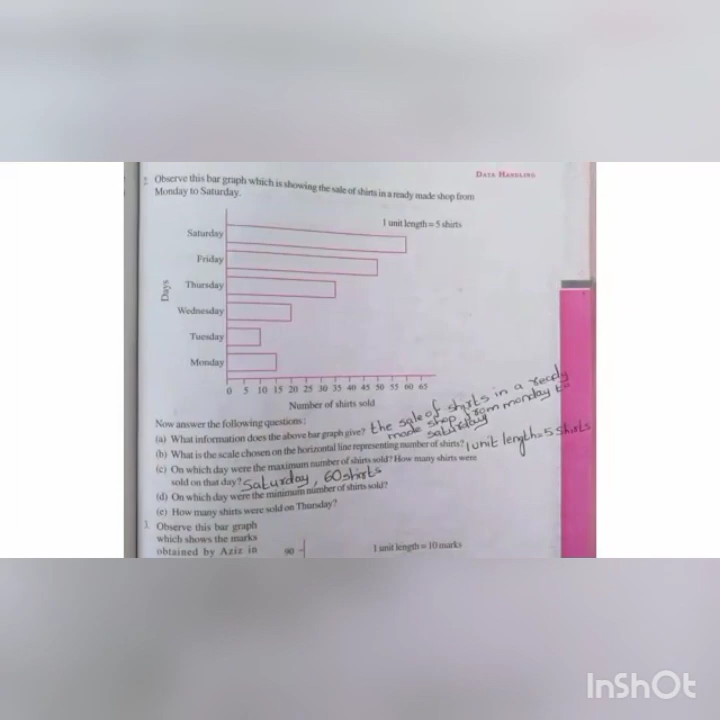 DATA HANDLING
2. Observe this bar graph which is showing the sale of shirts in a ready made shop from
Monday to Saturday.
1 unit length = 5 shirts
Saturday
Friday
Thursday
Wednesday
Tuesday
Monday
Days
0 5 10 15 20 25 30 35 40 45 50 55 60 65
Number of shirts sold
Now answer the following questions:
(a) What information does the above bar graph give? the sale of shirts in a ready
made shop from monday to
saturday
(b) What is the scale chosen on the horizontal line representing number of shirts? 1 unit length = 5 shirts
(c) On which day were the maximum number of shirts sold? How many shirts were
sold on that day? Saturday, 60 shirts
(d) On which day were the minimum number of shirts sold?
(e) How many shirts were sold on Thursday?
3. Observe this bar graph
which shows the marks
obtained by Aziz in
90
1 unit length = 10 marks
InShOt